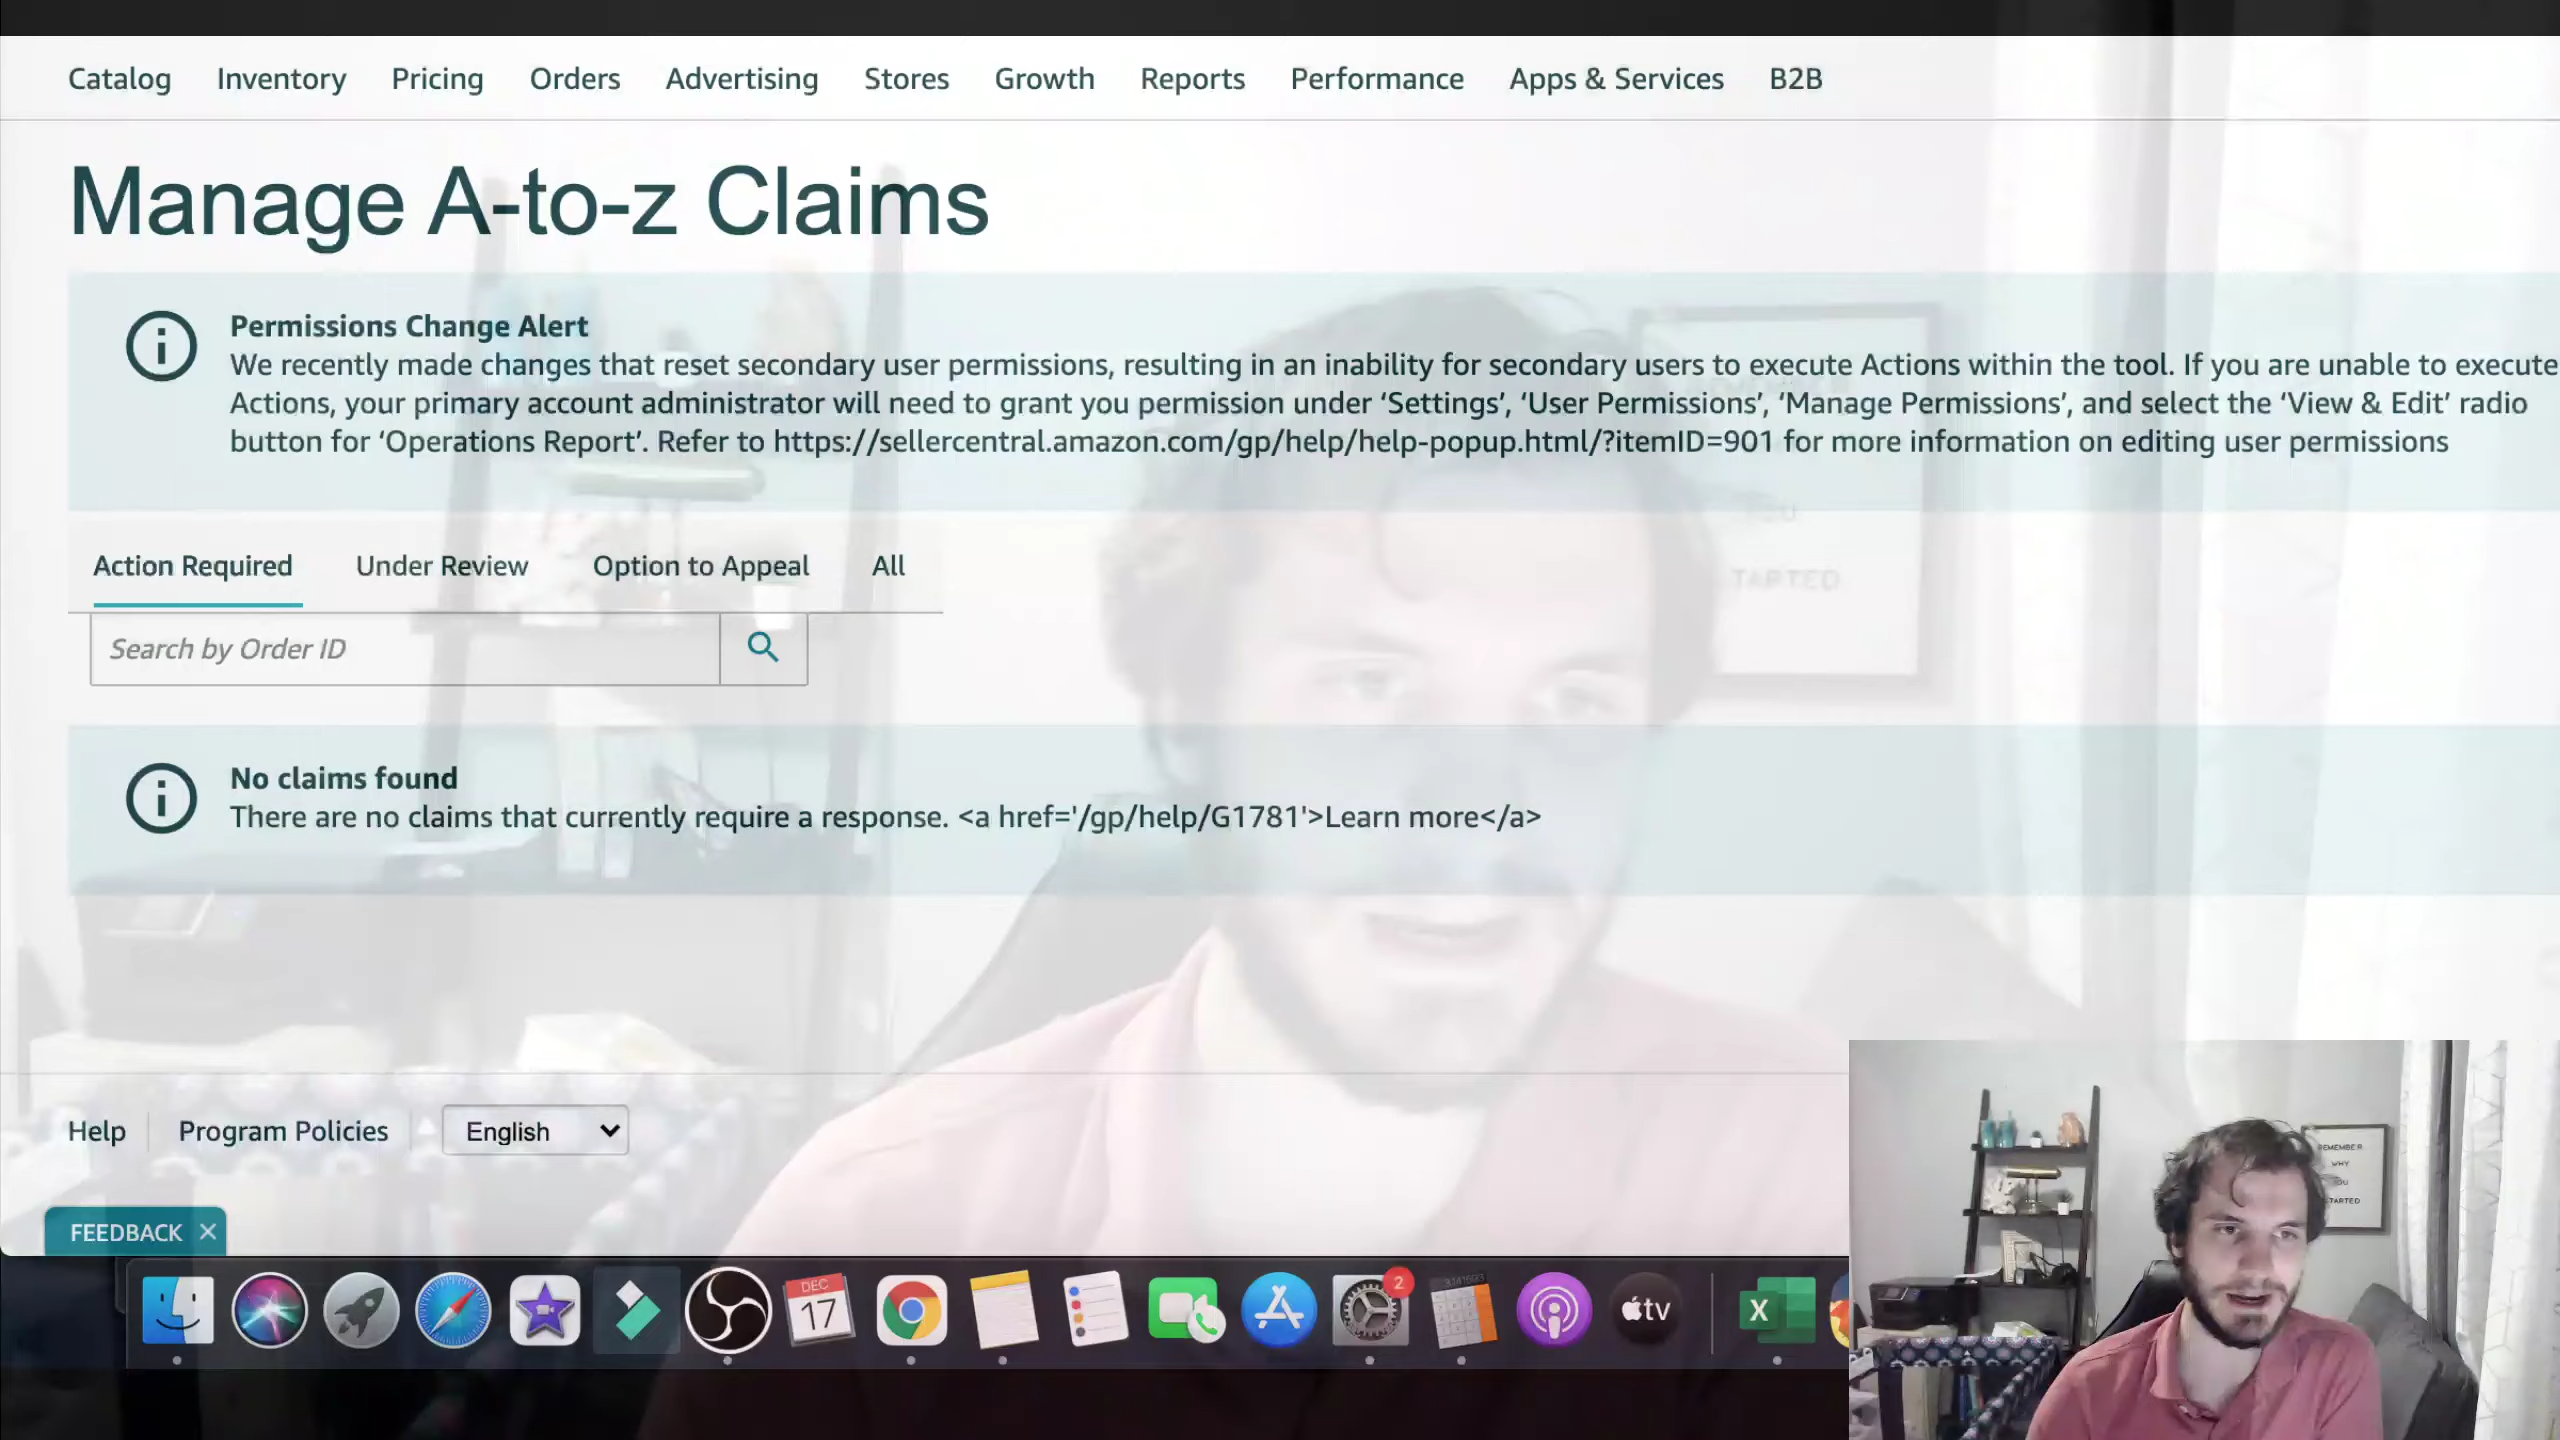 Catalog Inventory Pricing Orders Advertising Stores Growth Reports Performance Apps & Services B2B
Manage A-to-z Claims
Permissions Change Alert
We recently made changes that reset secondary user permissions, resulting in an inability for secondary users to execute Actions within the tool. If you are unable to execute
Actions, your primary account administrator will need to grant you permission under ‘Settings’, ‘User Permissions’, ‘Manage Permissions’, and select the ‘View & Edit’ radio
button for ‘Operations Report’. Refer to https://sellercentral.amazon.com/gp/help/help-popup.html/?itemID=901 for more information on editing user permissions
Action Required Under Review Option to Appeal All
Search by Order ID
No claims found
There are no claims that currently require a response. <a href='/gp/help/G1781'>Learn more</a>
Help Program Policies English
FEEDBACK
REMEMBER
WHY
DEC
17
2
tv
X